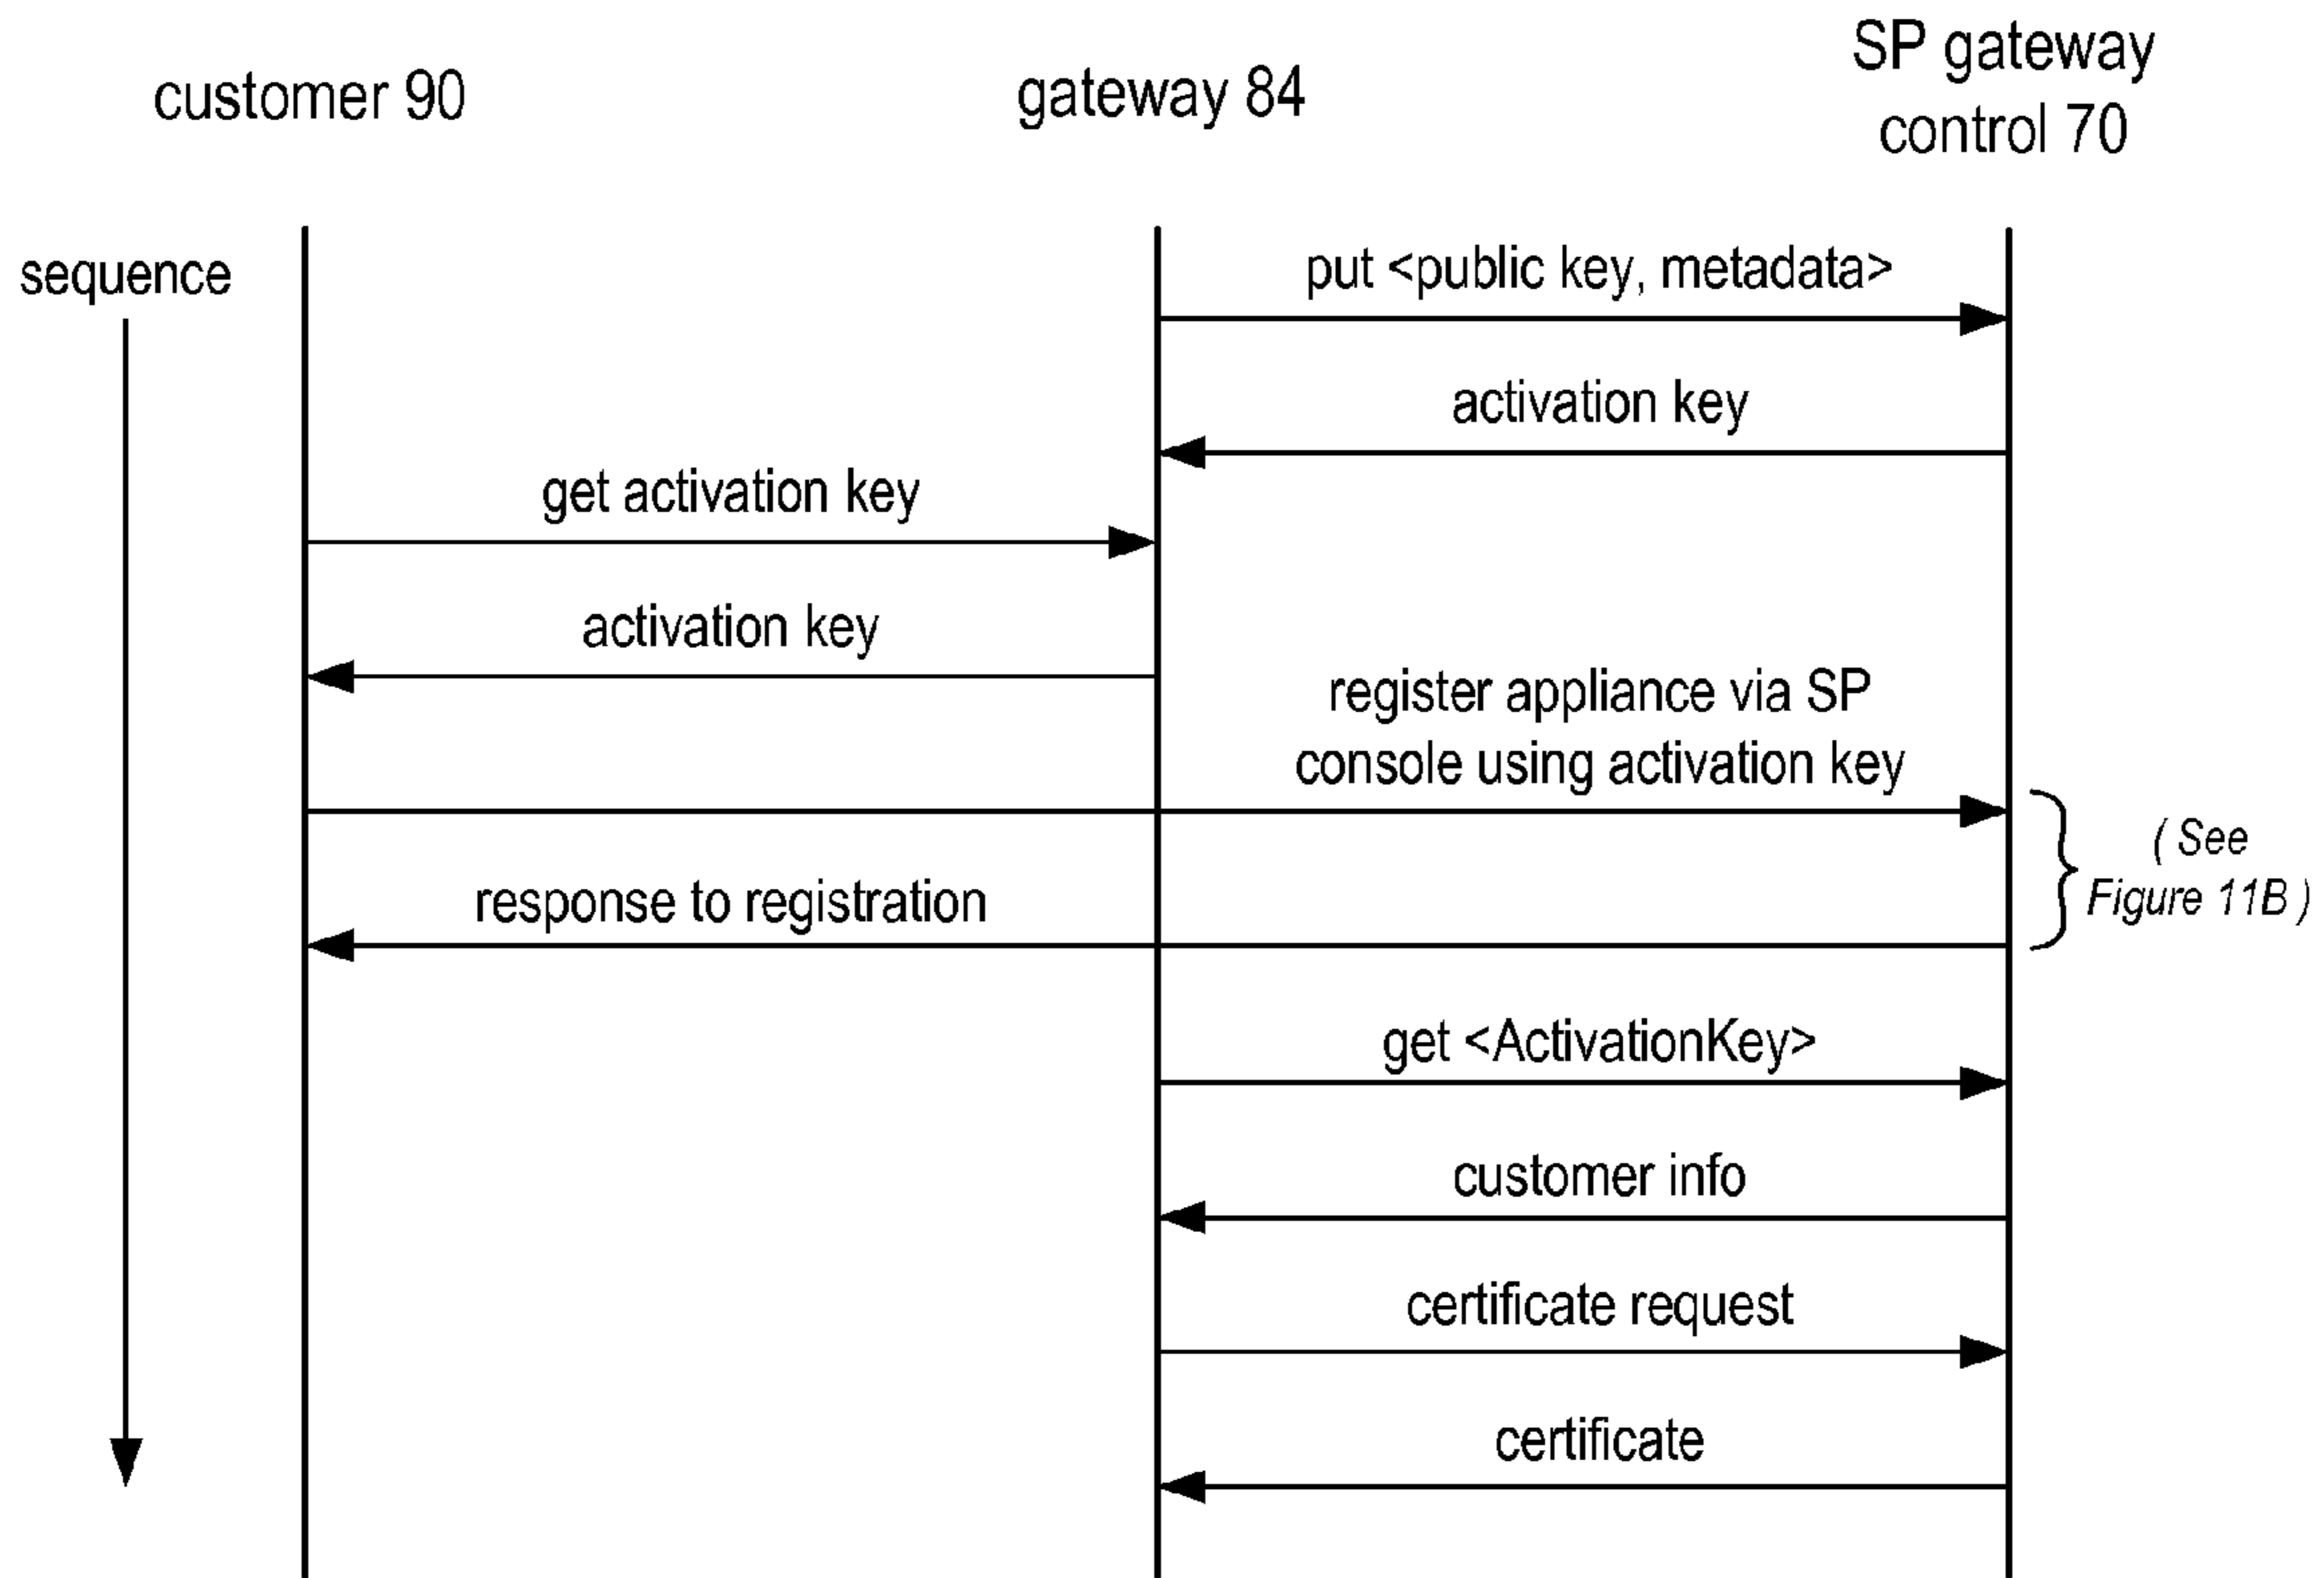 customer 90
gateway 84
SP gateway
control 70
sequence
put <public key, metadata>
activation key
get activation key
activation key
register appliance via SP
console using activation key
( See
Figure 11B )
response to registration
get <ActivationKey>
customer info
certificate request
certificate